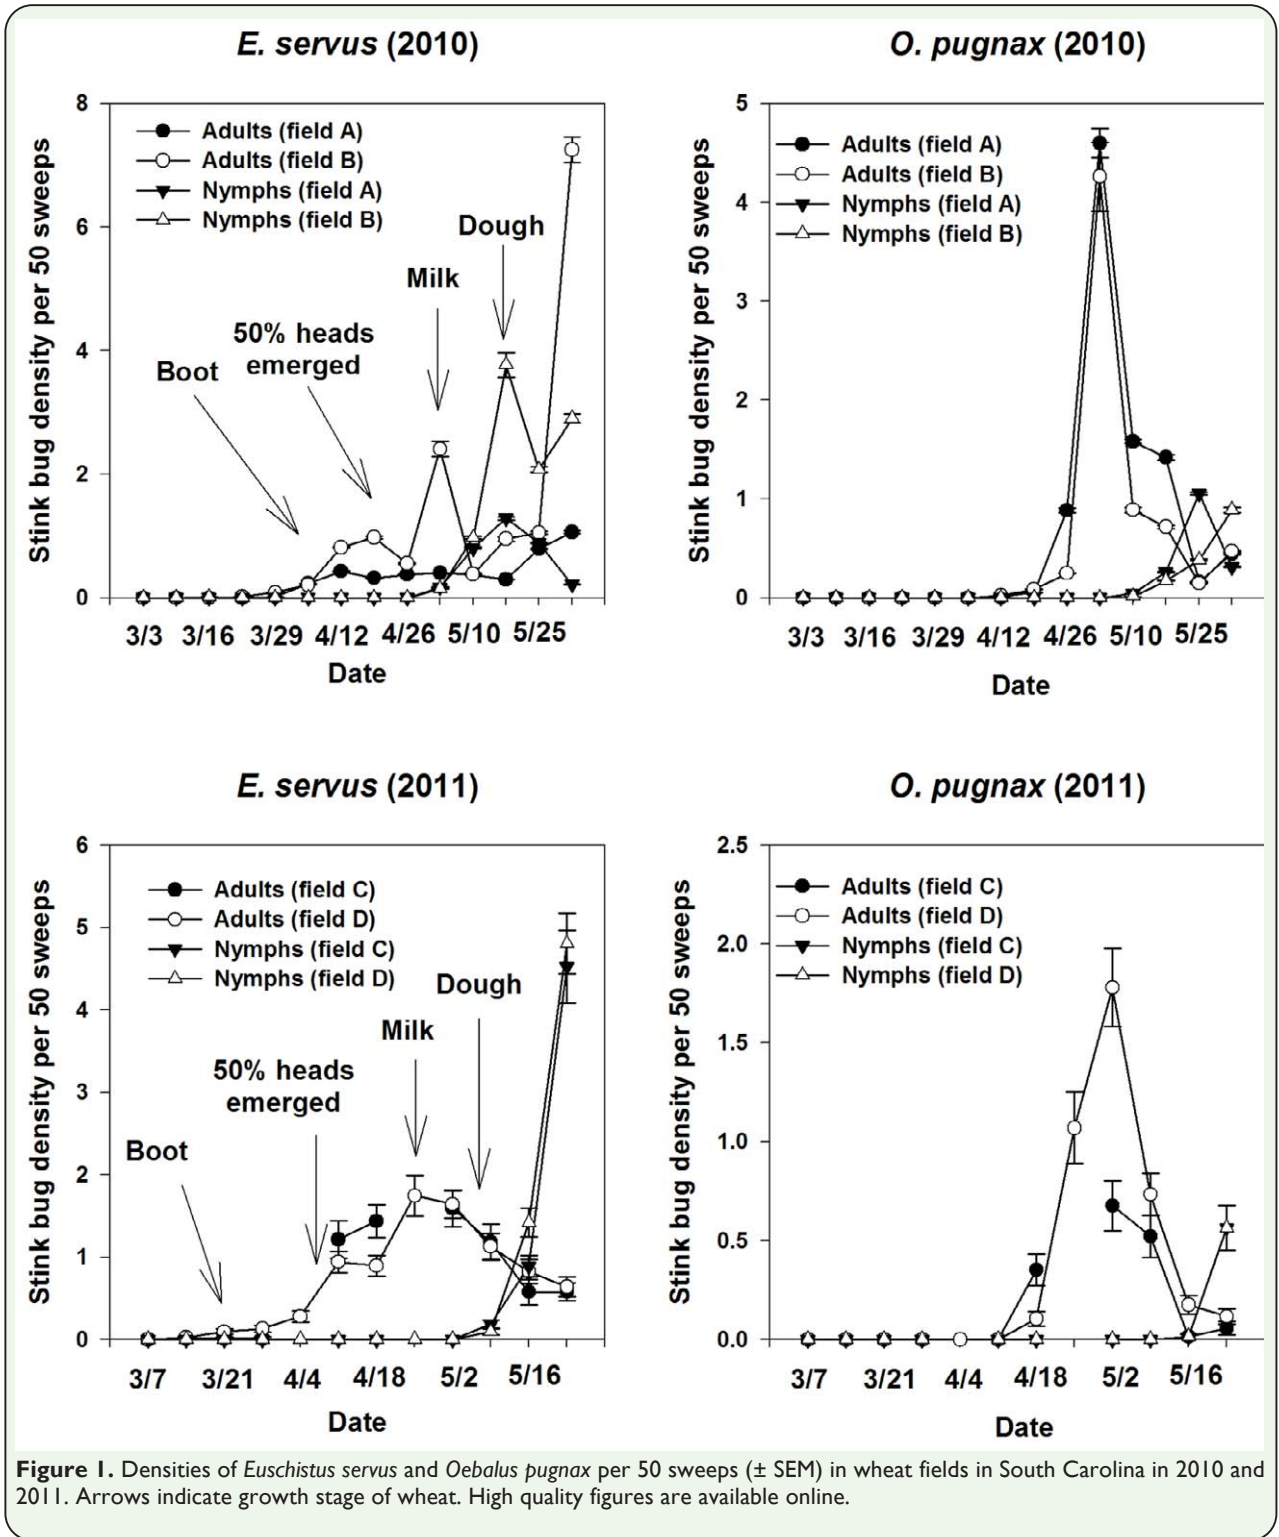 E. servus (2010)
Stink bug density per 50 sweeps
8
6
4
2
0
Adults (field A)
Adults (field B)
Nymphs (field A)
Nymphs (field B)
Dough
Milk
50% heads
emerged
Boot
3/3 3/16 3/29 4/12 4/26 5/10 5/25
Date
O. pugnax (2010)
Stink bug density per 50 sweeps
5
4
3
2
1
0
Adults (field A)
Adults (field B)
Nymphs (field A)
Nymphs (field B)
3/3 3/16 3/29 4/12 4/26 5/10 5/25
Date
E. servus (2011)
Stink bug density per 50 sweeps
6
5
4
3
2
1
0
Adults (field C)
Adults (field D)
Nymphs (field C)
Nymphs (field D)
Dough
Milk
50% heads
emerged
Boot
3/7 3/21 4/4 4/18 5/2 5/16
Date
O. pugnax (2011)
Stink bug density per 50 sweeps
2.5
2.0
1.5
1.0
0.5
0.0
Adults (field C)
Adults (field D)
Nymphs (field C)
Nymphs (field D)
3/7 3/21 4/4 4/18 5/2 5/16
Date
Figure 1. Densities of Euschistus servus and Oebalus pugnax per 50 sweeps (± SEM) in wheat fields in South Carolina in 2010 and
2011. Arrows indicate growth stage of wheat. High quality figures are available online.